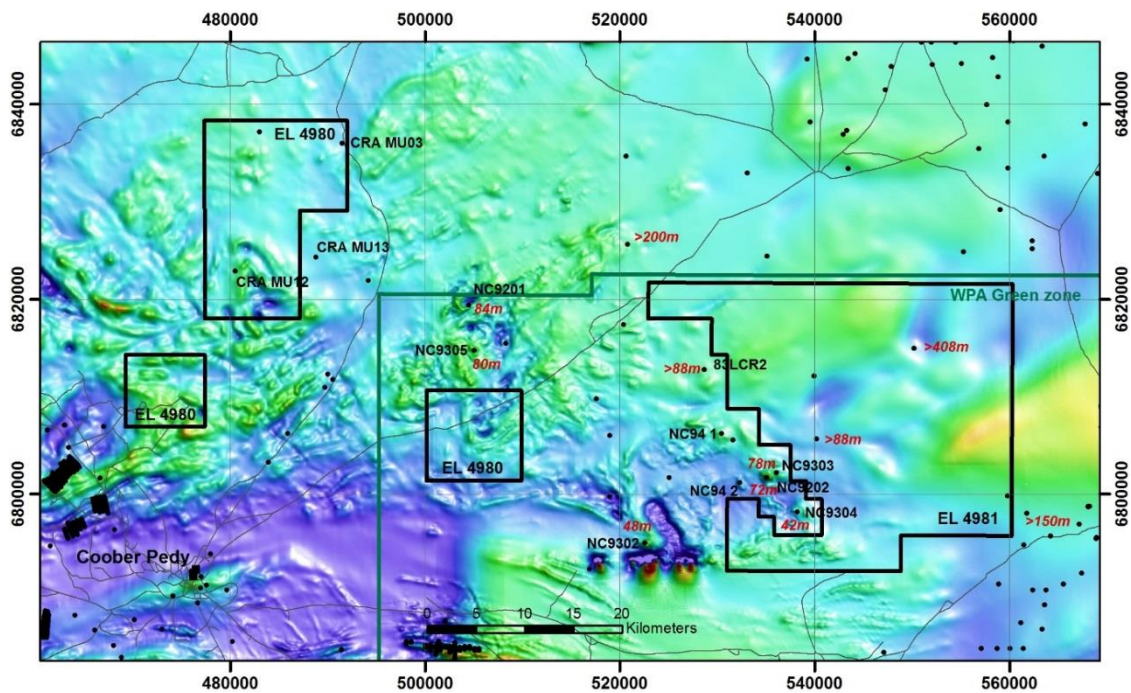 480000 500000 520000 540000 560000
6840000 6840000
EL 4980
CRA MU03
CRA MU13
CRA MU12
>200m
NC9201
84m
6820000 6820000
WPA Green zone
NC9305
80m
>88m
83LCR2
>408m
EL 4980
EL 4980
NC94 1
>88m
78m
NC9303
6800000 6800000
NC94 2
72m
NC9202
NC9304
42m
EL 4981
>150m
48m
NC9302
Coober Pedy
0 5 10 15 20
Kilometers
480000 500000 520000 540000 560000